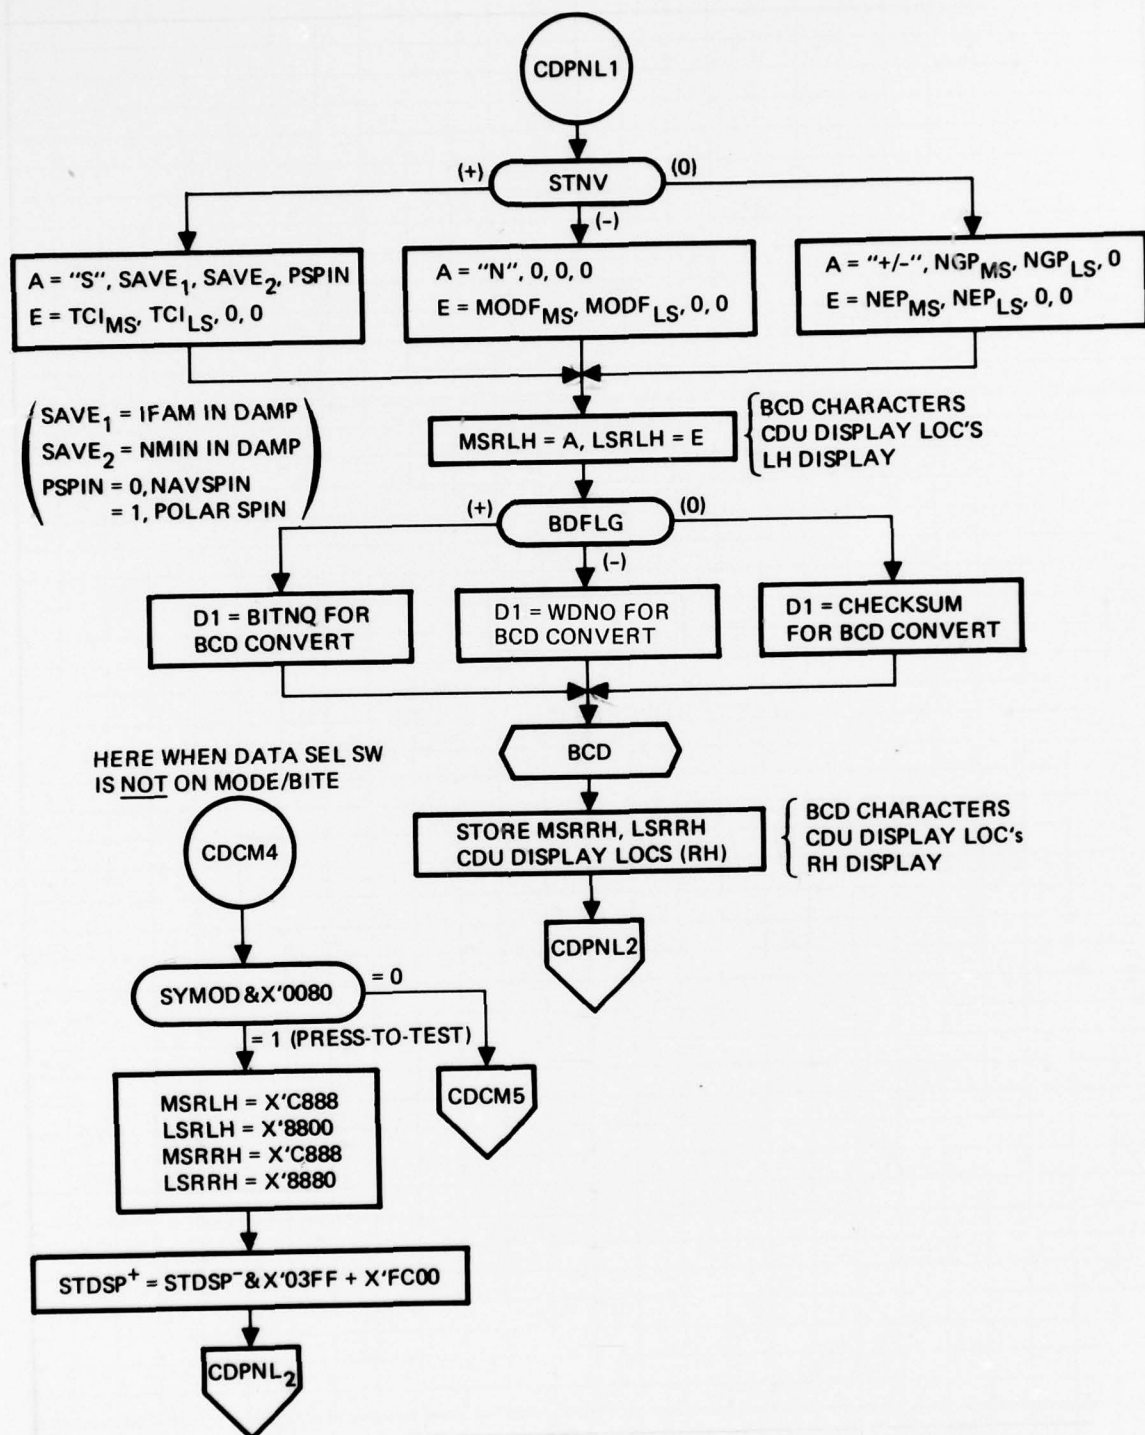 CDPNL1
(+)
STNV
(0)
(-)
A = "S", SAVE1, SAVE2, PSPIN
E = TCIMS, TCILS, 0, 0
A = "N", 0, 0, 0
E = MODFMS, MODFLS, 0, 0
A = "+/-", NGPMS, NGPLS, 0
E = NEPMS, NEPLS, 0, 0
SAVE1 = IFAM IN DAMP
SAVE2 = NMIN IN DAMP
PSPIN = 0, NAVSPIN
= 1, POLAR SPIN
MSRLH = A, LSRLH = E
BCD CHARACTERS
CDU DISPLAY LOC'S
LH DISPLAY
(+)
BDFLG
(0)
(-)
D1 = BITNQ FOR
BCD CONVERT
D1 = WDNO FOR
BCD CONVERT
D1 = CHECKSUM
FOR BCD CONVERT
BCD
STORE MSRRH, LSRRH
CDU DISPLAY LOCS (RH)
BCD CHARACTERS
CDU DISPLAY LOC's
RH DISPLAY
CDPNL2
HERE WHEN DATA SEL SW
IS NOT ON MODE/BITE
CDCM4
SYMOD&X'0080
= 0
= 1 (PRESS-TO-TEST)
CDCM5
MSRLH = X'C888
LSRLH = X'8800
MSRRH = X'C888
LSRRH = X'8880
STDSP+ = STDSP-&X'03FF + X'FC00
CDPNL2